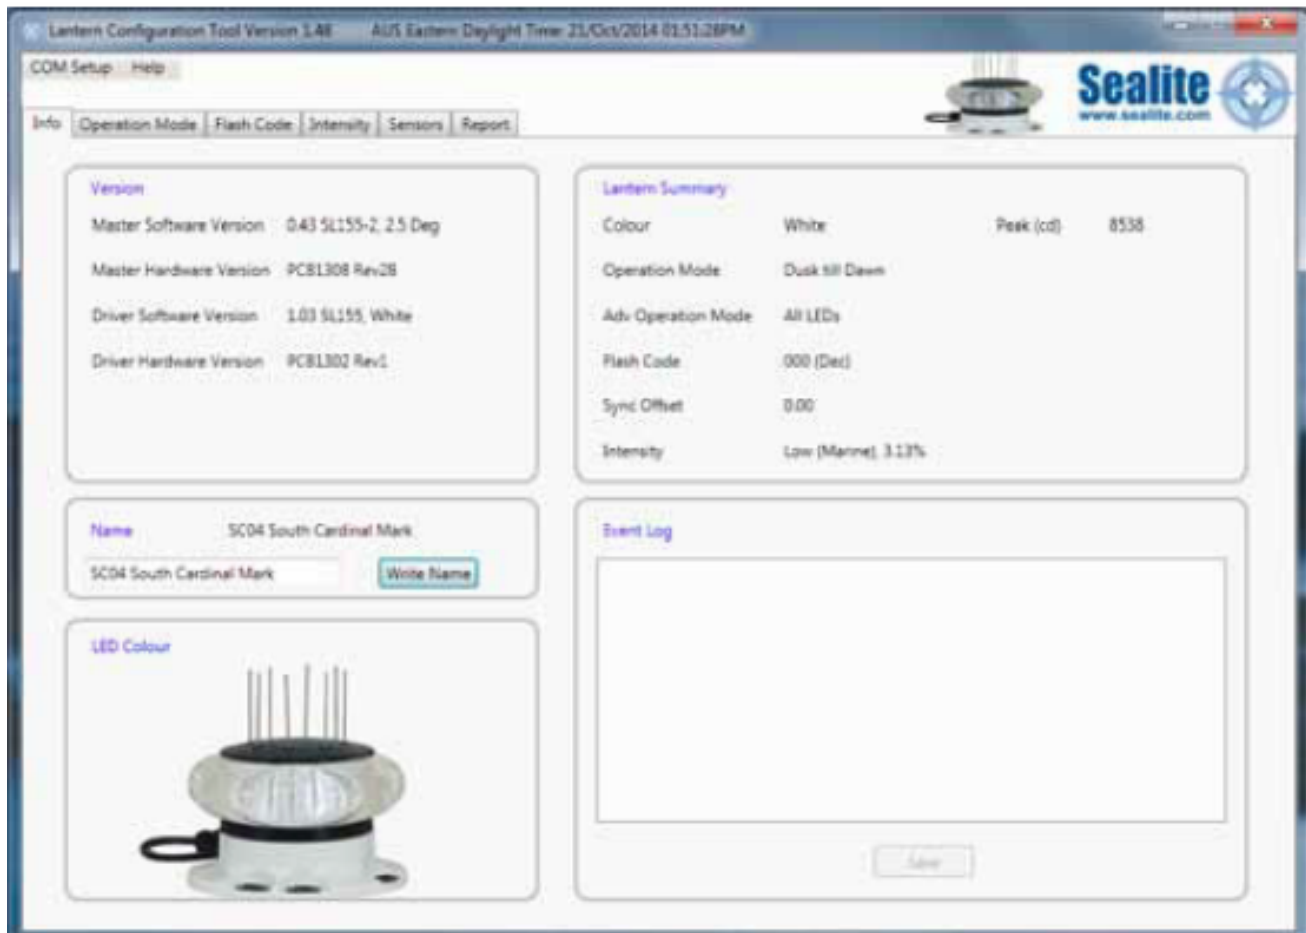 Lantern Configuration Tool Version 1.48 AUS Eastern Daylight Time: 21/Oct/2014 01:51:28PM
COM Setup Help
Sealite
www.sealite.com
Info Operation Mode Flash Code Intensity Sensors Report
Version
Master Software Version 0.43 SL155-2, 2.5 Deg
Master Hardware Version PCB1308 Rev2B
Driver Software Version 1.03 SL155, White
Driver Hardware Version PCB1302 Rev1
Lantern Summary
Colour White Peak (cd) 8538
Operation Mode Dusk till Dawn
Adv Operation Mode All LEDs
Flash Code 000 (Dec)
Sync Offset 0.00
Intensity Low (Marine), 3.13%
Name SC04 South Cardinal Mark
SC04 South Cardinal Mark Write Name
Event Log
LED Colour
Save